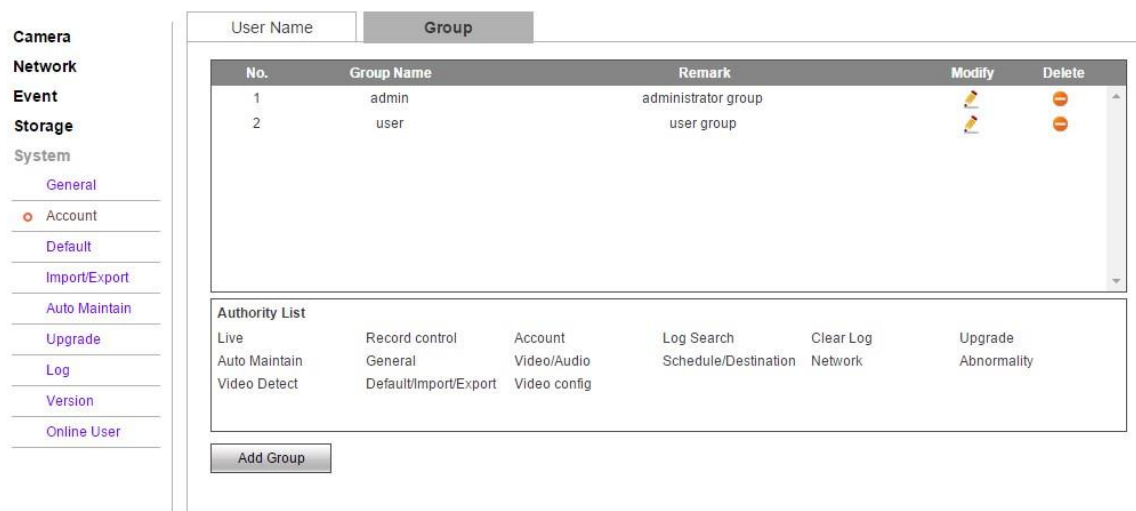 Camera
Network
Event
Storage
System
General
Account
Default
Import/Export
Auto Maintain
Upgrade
Log
Version
Online User
User Name Group
No. Group Name Remark Modify Delete
1 admin administrator group
2 user user group
Authority List
Live Record control Account Log Search Clear Log Upgrade
Auto Maintain General Video/Audio Schedule/Destination Network Abnormality
Video Detect Default/Import/Export Video config
Add Group